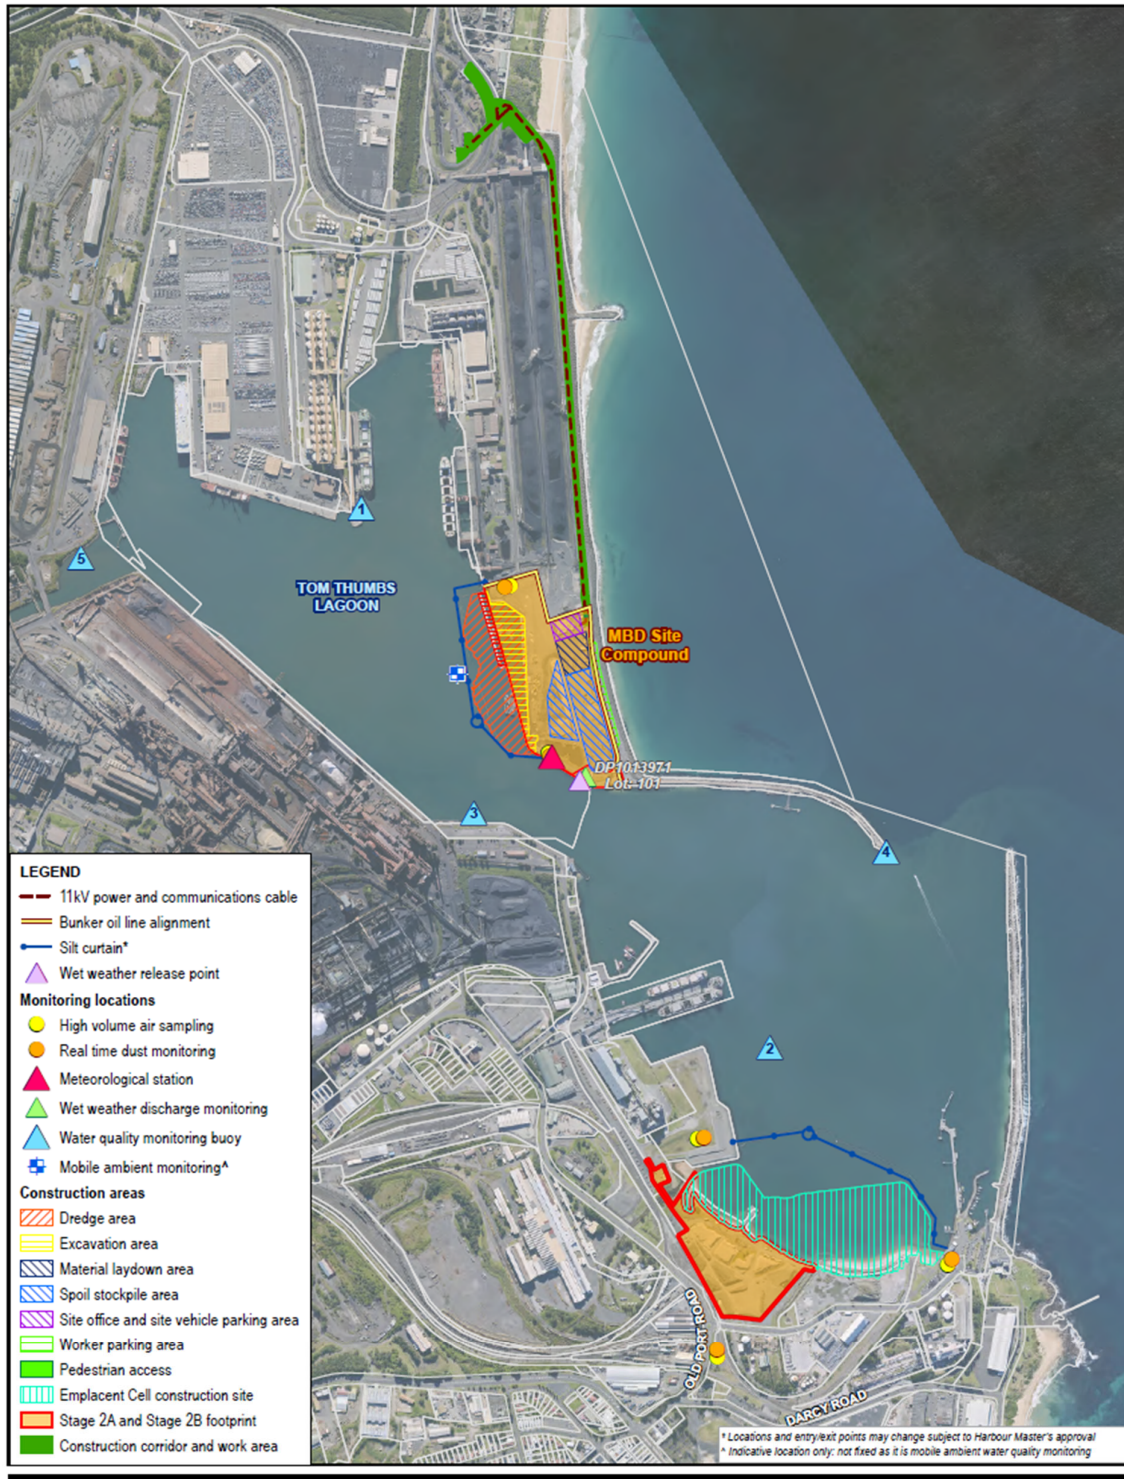 1
5
TOM THUMBS
LAGOON
MBD Site
Compound
DP1013971
Lot: 101
3
4
2
OLD PORT ROAD
DARCY ROAD
LEGEND
11kV power and communications cable
Bunker oil line alignment
Silt curtain*
Wet weather release point
Monitoring locations
High volume air sampling
Real time dust monitoring
Meteorological station
Wet weather discharge monitoring
Water quality monitoring buoy
Mobile ambient monitoring^
Construction areas
Dredge area
Excavation area
Material laydown area
Spoil stockpile area
Site office and site vehicle parking area
Worker parking area
Pedestrian access
Emplacent Cell construction site
Stage 2A and Stage 2B footprint
Construction corridor and work area
* Locations and entry/exit points may change subject to Harbour Master's approval
^ Indicative location only: not fixed as it is mobile ambient water quality monitoring